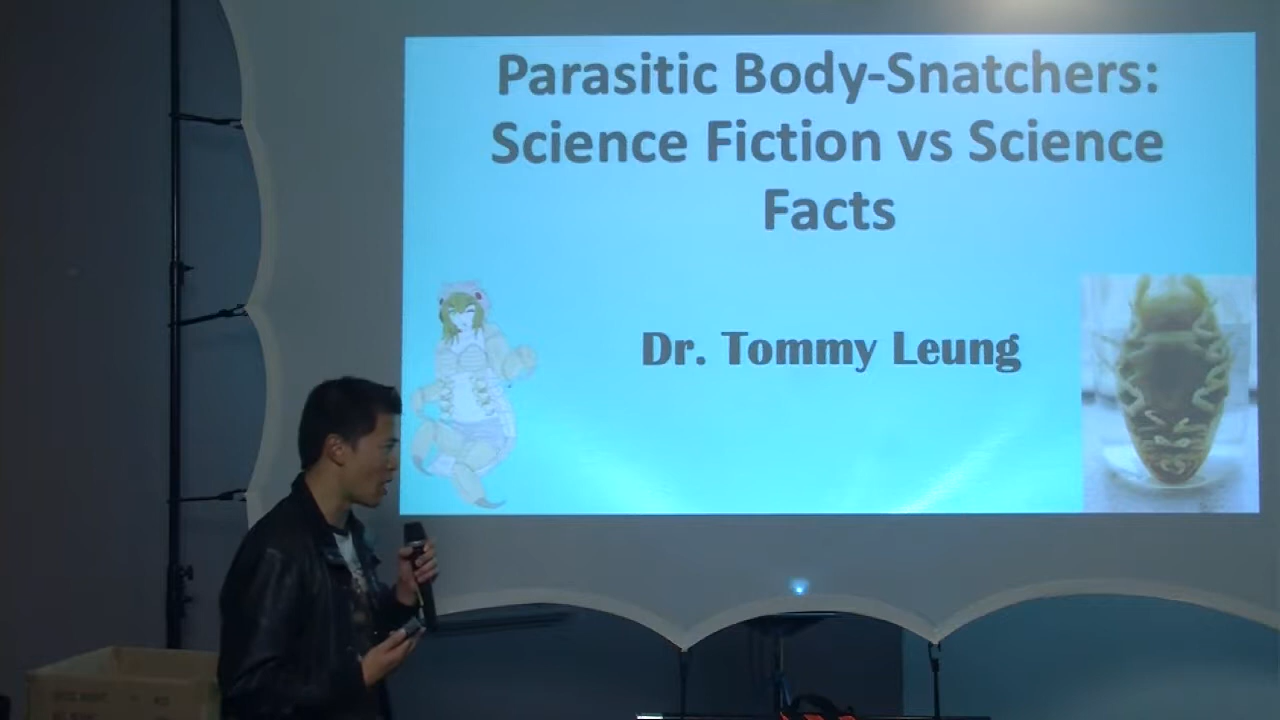 Parasitic Body-Snatchers:
Science Fiction vs Science
Facts
Dr. Tommy Leung